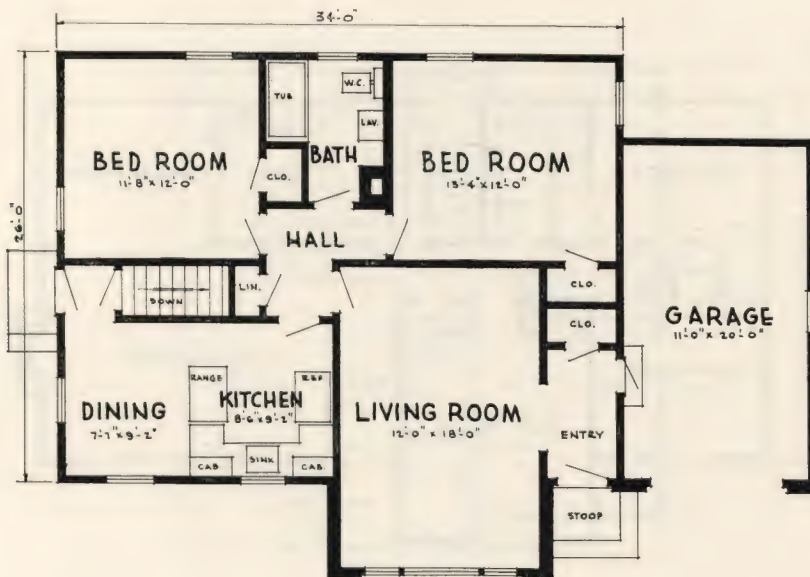 34'-0"
26'-0"
TUB
W.C.
LAV.
BED ROOM
11'-8" x 12'-0"
CLO.
BATH
BED ROOM
13'-4" x 12'-0"
HALL
DOWN
LIN.
CLO.
CLO.
GARAGE
11'-0" x 20'-0"
RANGE
REF.
KITCHEN
8'-6" x 9'-2"
DINING
7'-7" x 9'-2"
LIVING ROOM
12'-0" x 18'-0"
ENTRY
CAB.
SINK
CAB.
STOOP